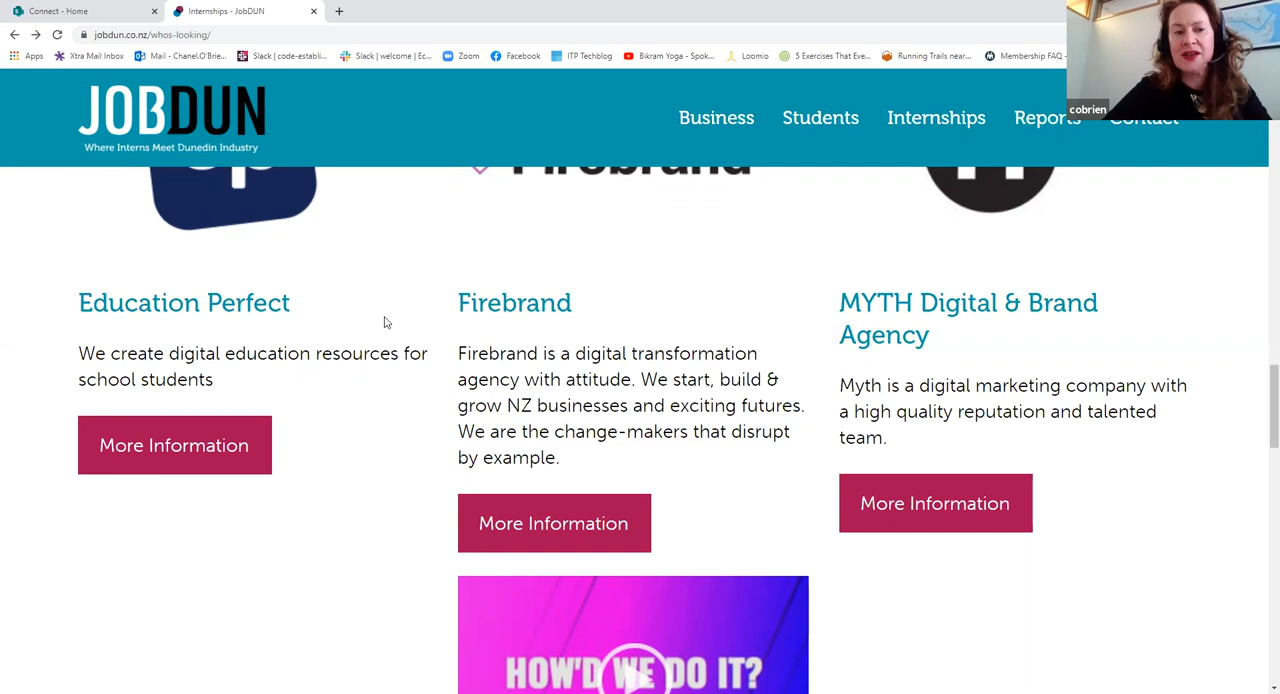 Connect - Home
Internships - JobDUN
jobdun.co.nz/whos-looking/
Apps
Xtra Mail Inbox
Mail - Chanel.O'Brie...
Slack | code-establi...
Slack | welcome | Ec...
Zoom
Facebook
ITP Techblog
Bikram Yoga - Spok...
Loomio
5 Exercises That Eve...
Running Trails near...
Membership FAQ -
cobrien
JOBDUN
Where Interns Meet Dunedin Industry
Business
Students
Internships
Reports
Contact
Firebrand
Education Perfect
We create digital education resources for
school students
More Information
Firebrand
Firebrand is a digital transformation
agency with attitude. We start, build &
grow NZ businesses and exciting futures.
We are the change-makers that disrupt
by example.
More Information
HOW'D WE DO IT?
MYTH Digital & Brand
Agency
Myth is a digital marketing company with
a high quality reputation and talented
team.
More Information